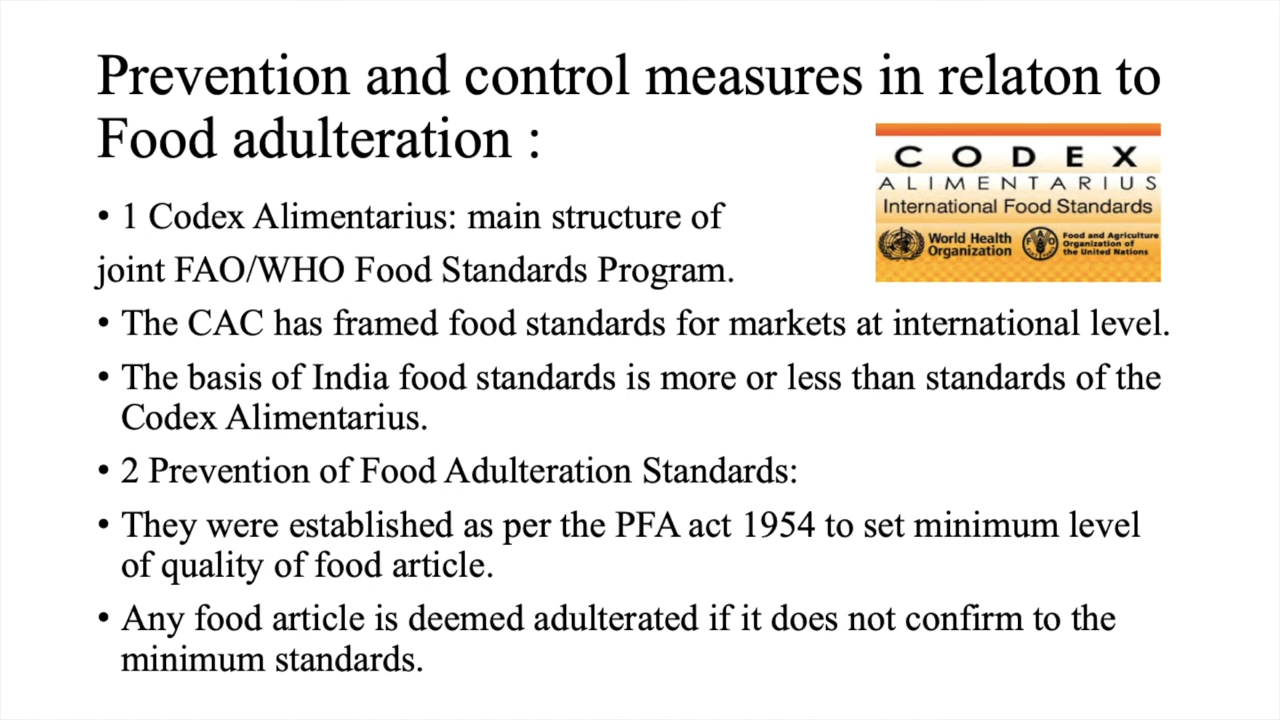 Prevention and control measures in relaton to
Food adulteration :
CODEX
ALIMENTARIUS
International Food Standards
World Health
Organization
Food and Agriculture
Organization of
the United Nations
• 1 Codex Alimentarius: main structure of
joint FAO/WHO Food Standards Program.
• The CAC has framed food standards for markets at international level.
• The basis of India food standards is more or less than standards of the
Codex Alimentarius.
• 2 Prevention of Food Adulteration Standards:
• They were established as per the PFA act 1954 to set minimum level
of quality of food article.
• Any food article is deemed adulterated if it does not confirm to the
minimum standards.